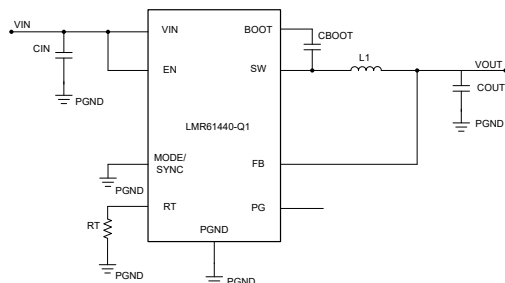 VIN
CIN
PGND
VIN
EN
MODE/
SYNC
PGND
RT
RT
PGND
LMR61440-Q1
PGND
PGND
BOOT
CBOOT
SW
L1
VOUT
COUT
PGND
FB
PG